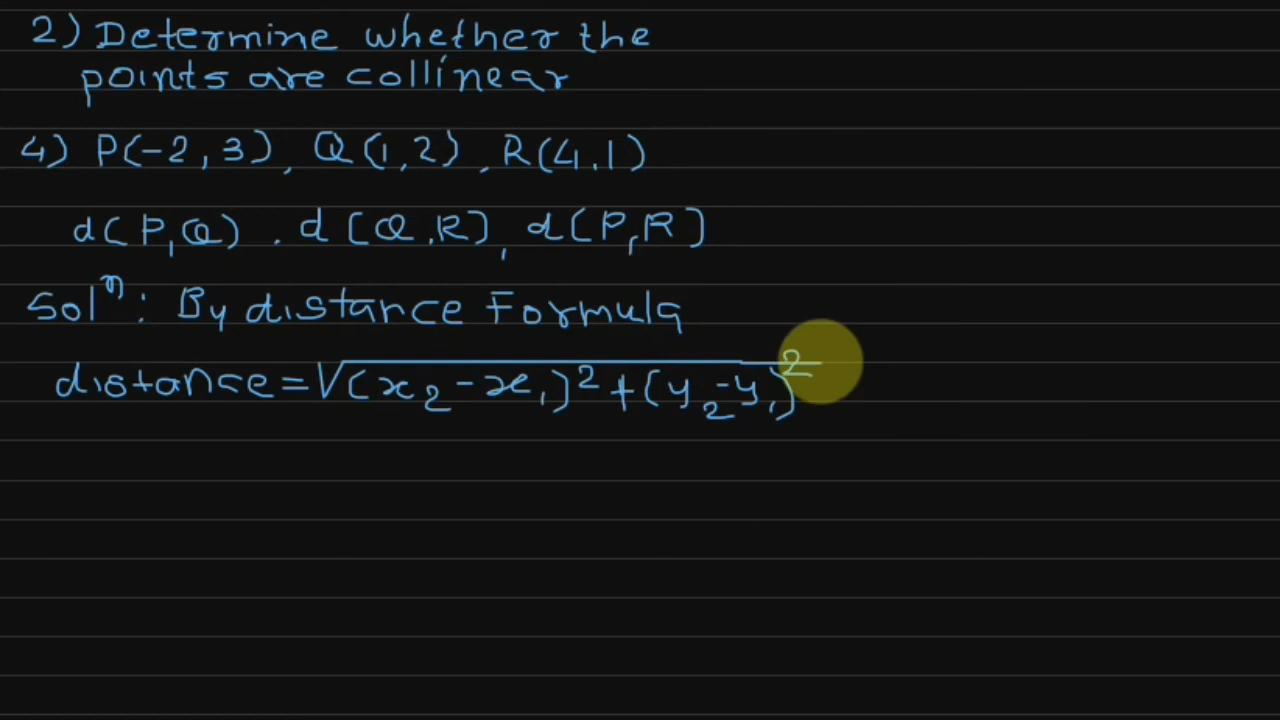 2) Determine whether the
points are collinear
4) P(-2,3), Q(1,2), R(4,1)
d(P,Q). d(Q,R), d(P,R)
Solⁿ: By distance Formula
distance=√(x₂-x₁)²+(y₂-y₁)²